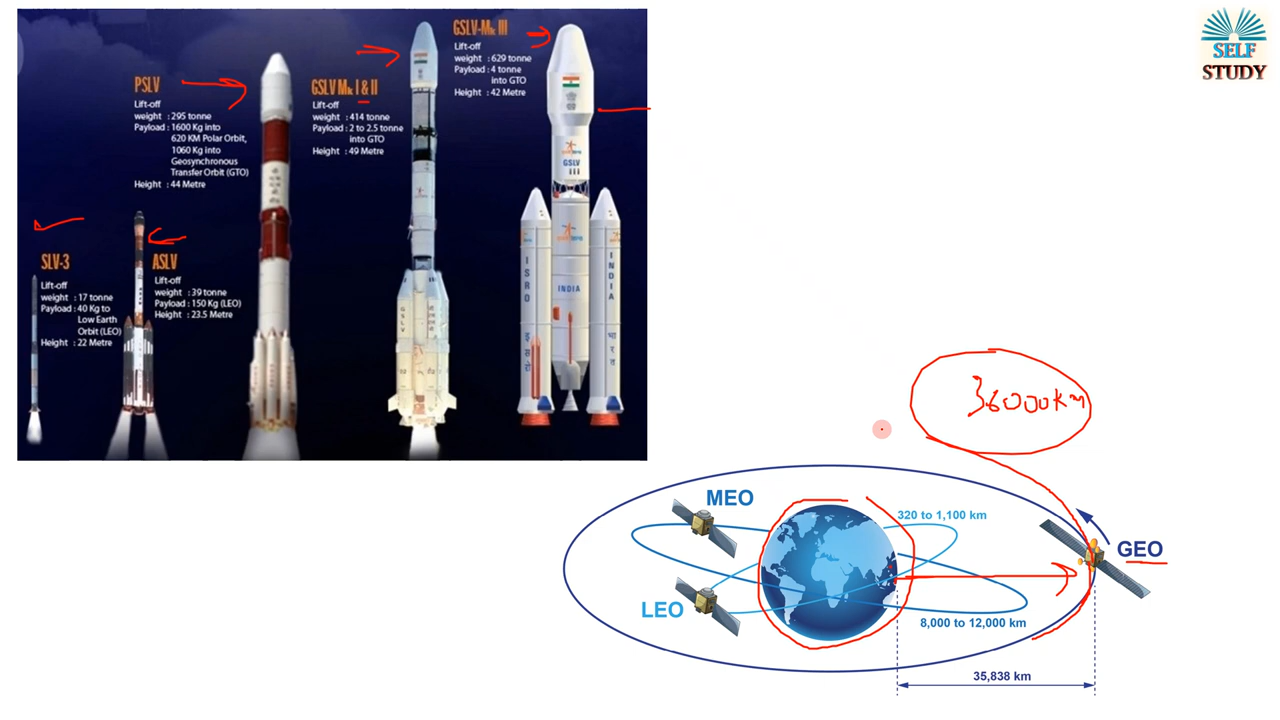 SLV-3
Lift-off
weight : 17 tonne
Payload : 40 Kg to
Low Earth
Orbit (LEO)
Height : 22 Metre
ASLV
Lift-off
weight : 39 tonne
Payload : 150 Kg (LEO)
Height : 23.5 Metre
PSLV
Lift-off
weight : 295 tonne
Payload : 1600 Kg into
620 KM Polar Orbit,
1060 Kg into
Geosynchronous
Transfer Orbit (GTO)
Height : 44 Metre
GSLV Mk I & II
Lift-off
weight : 414 tonne
Payload : 2 to 2.5 tonne
into GTO
Height : 49 Metre
GSLV-Mk III
Lift-off
weight : 629 tonne
Payload : 4 tonne
into GTO
Height : 42 Metre
GSLV
III
ISRO
इसरो
INDIA
INDIA
भारत
GSLV
SELF
STUDY
36000km
MEO
320 to 1,100 km
GEO
LEO
8,000 to 12,000 km
35,838 km